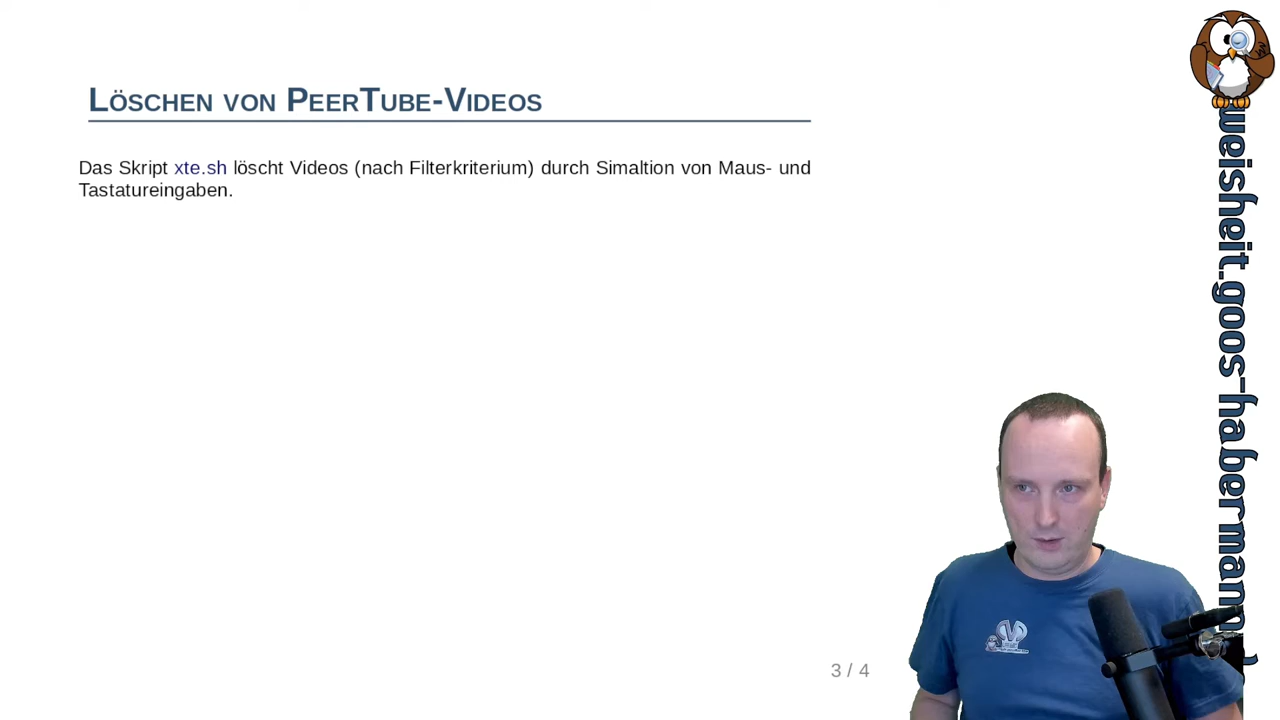 Löschen von PeerTube-Videos
Das Skript xte.sh löscht Videos (nach Filterkriterium) durch Simaltion von Maus- und
Tastatureingaben.
weisheit.goos-habermann
3 / 4